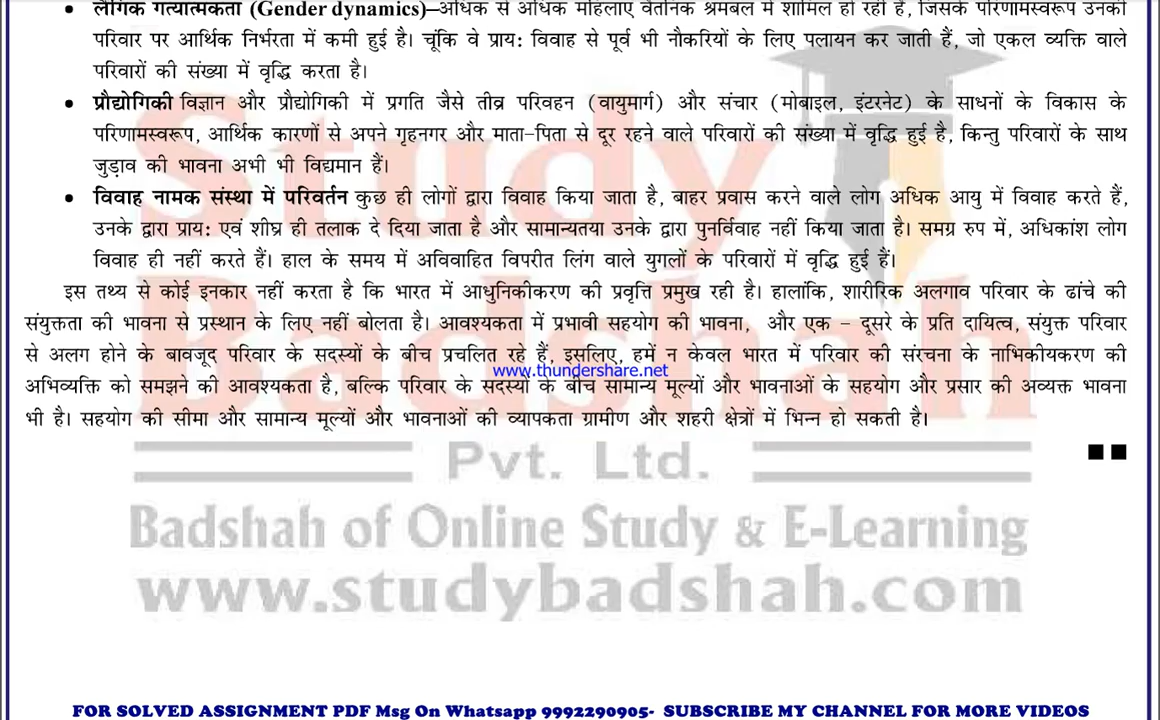 • लैंगिक गत्यात्मकता (Gender dynamics)–अधिक से अधिक महिलाएं वैतनिक श्रमबल में शामिल हो रही हैं, जिसके परिणामस्वरूप उनकी
परिवार पर आर्थिक निर्भरता में कमी हुई है। चूंकि वे प्राय: विवाह से पूर्व भी नौकरियों के लिए पलायन कर जाती हैं, जो एकल व्यक्ति वाले
परिवारों की संख्या में वृद्धि करता है।
• प्रौद्योगिकी विज्ञान और प्रौद्योगिकी में प्रगति जैसे तीव्र परिवहन (वायुमार्ग) और संचार (मोबाइल, इंटरनेट) के साधनों के विकास के
परिणामस्वरूप, आर्थिक कारणों से अपने गृहनगर और माता-पिता से दूर रहने वाले परिवारों की संख्या में वृद्धि हुई है, किन्तु परिवारों के साथ
जुड़ाव की भावना अभी भी विद्यमान हैं।
• विवाह नामक संस्था में परिवर्तन कुछ ही लोगों द्वारा विवाह किया जाता है, बाहर प्रवास करने वाले लोग अधिक आयु में विवाह करते हैं,
उनके द्वारा प्राय: एवं शीघ्र ही तलाक दे दिया जाता है और सामान्यतया उनके द्वारा पुनर्विवाह नहीं किया जाता है। समग्र रुप में, अधिकांश लोग
विवाह ही नहीं करते हैं। हाल के समय में अविवाहित विपरीत लिंग वाले युगलों के परिवारों में वृद्धि हुई हैं।
इस तथ्य से कोई इनकार नहीं करता है कि भारत में आधुनिकीकरण की प्रवृत्ति प्रमुख रही है। हालांकि, शारीरिक अलगाव परिवार के ढांचे की
संयुक्तता की भावना से प्रस्थान के लिए नहीं बोलता है। आवश्यकता में प्रभावी सहयोग की भावना, और एक – दूसरे के प्रति दायित्व, संयुक्त परिवार
से अलग होने के बावजूद परिवार के सदस्यों के बीच प्रचलित रहे हैं, इसलिए, हमें न केवल भारत में परिवार की संरचना के नाभिकीयकरण की
www.thundershare.net
अभिव्यक्ति को समझने की आवश्यकता है, बल्कि परिवार के सदस्यों के बीच सामान्य मूल्यों और भावनाओं के सहयोग और प्रसार की अव्यक्त भावना
भी है। सहयोग की सीमा और सामान्य मूल्यों और भावनाओं की व्यापकता ग्रामीण और शहरी क्षेत्रों में भिन्न हो सकती है।
Study
Badshah
Pvt. Ltd.
Badshah of Online Study & E-Learning
www.studybadshah.com
FOR SOLVED ASSIGNMENT PDF Msg On Whatsapp 9992290905- SUBSCRIBE MY CHANNEL FOR MORE VIDEOS